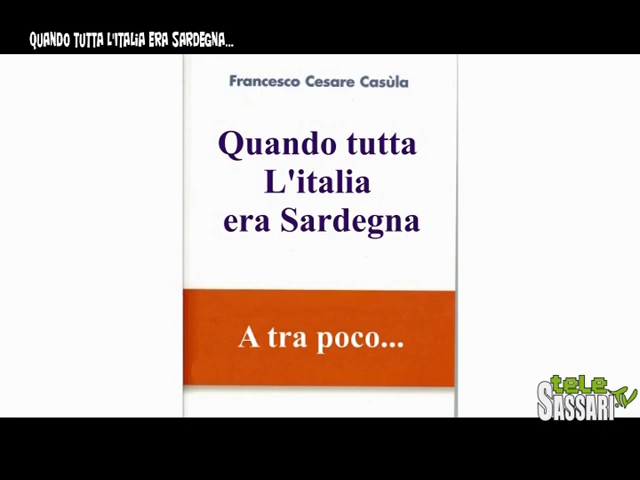 QUANDO TUTTA L'ITALIA ERA SARDEGNA...
Francesco Cesare Casùla
Quando tutta
L'italia
era Sardegna
A tra poco...
tele
SASSARI.TV